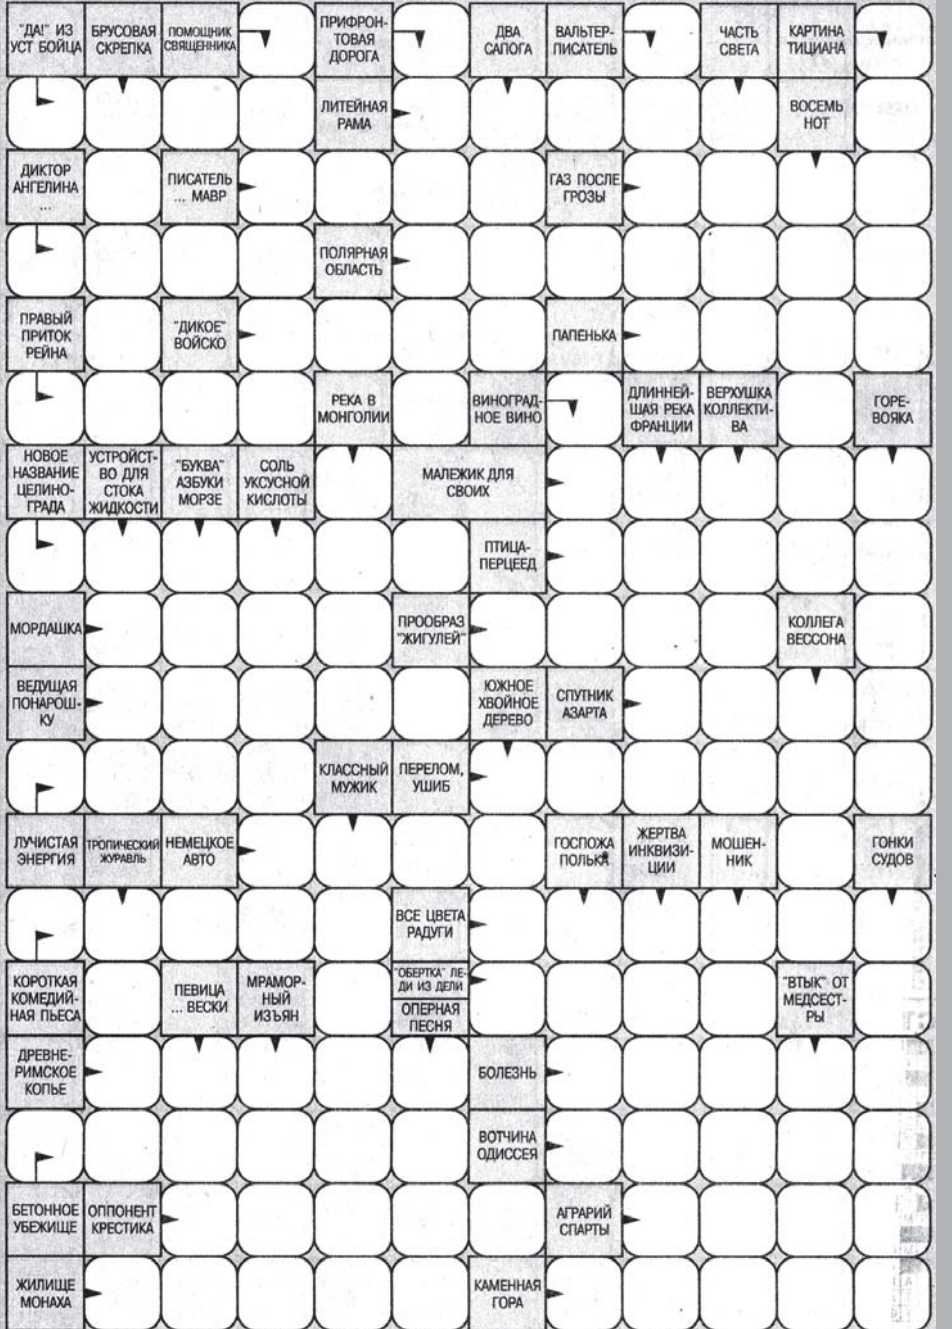 "ДА!" ИЗ
УСТ БОЙЦА
БРУСОВАЯ
СКРЕПКА
ПОМОЩНИК
СВЯЩЕННИКА
ПРИФРОН-
ТОВАЯ
ДОРОГА
ДВА
САПОГА
ВАЛЬТЕР-
ПИСАТЕЛЬ
ЧАСТЬ
СВЕТА
КАРТИНА
ТИЦИАНА
ЛИТЕЙНАЯ
РАМА
ВОСЕМЬ
НОТ
ДИКТОР
АНГЕЛИНА
...
ПИСАТЕЛЬ
... МАВР
ГАЗ ПОСЛЕ
ГРОЗЫ
ПОЛЯРНАЯ
ОБЛАСТЬ
ПРАВЫЙ
ПРИТОК
РЕЙНА
"ДИКОЕ"
ВОЙСКО
ПАПЕНЬКА
РЕКА В
МОНГОЛИИ
ВИНОГРАД-
НОЕ ВИНО
ДЛИННЕЙ-
ШАЯ РЕКА
ФРАНЦИИ
ВЕРХУШКА
КОЛЛЕКТИ-
ВА
ГОРЕ-
ВОЯКА
НОВОЕ
НАЗВАНИЕ
ЦЕЛИНО-
ГРАДА
УСТРОЙСТ-
ВО ДЛЯ
СТОКА
ЖИДКОСТИ
"БУКВА"
АЗБУКИ
МОРЗЕ
СОЛЬ
УКСУСНОЙ
КИСЛОТЫ
МАЛЕЖИК ДЛЯ
СВОИХ
ПТИЦА-
ПЕРЦЕЕД
МОРДАШКА
ПРООБРАЗ
"ЖИГУЛЕЙ"
КОЛЛЕГА
ВЕССОНА
ВЕДУЩАЯ
ПОНАРОШ-
КУ
ЮЖНОЕ
ХВОЙНОЕ
ДЕРЕВО
СПУТНИК
АЗАРТА
КЛАССНЫЙ
МУЖИК
ПЕРЕЛОМ,
УШИБ
ЛУЧИСТАЯ
ЭНЕРГИЯ
ТРОПИЧЕСКИЙ
ЖУРАВЛЬ
НЕМЕЦКОЕ
АВТО
ГОСПОЖА
ПОЛЬКА
ЖЕРТВА
ИНКВИЗИ-
ЦИИ
МОШЕН-
НИК
ГОНКИ
СУДОВ
ВСЕ ЦВЕТА
РАДУГИ
КОРОТКАЯ
КОМЕДИЙ-
НАЯ ПЬЕСА
ПЕВИЦА
... ВЕСКИ
МРАМОР-
НЫЙ
ИЗЪЯН
"ОБЕРТКА" ЛЕ-
ДИ ИЗ ДЕЛИ
ОПЕРНАЯ
ПЕСНЯ
"ВТЫК" ОТ
МЕДСЕСТ-
РЫ
ДРЕВНЕ-
РИМСКОЕ
КОПЬЕ
БОЛЕЗНЬ
ВОТЧИНА
ОДИССЕЯ
БЕТОННОЕ
УБЕЖИЩЕ
ОППОНЕНТ
КРЕСТИКА
АГРАРИЙ
СПАРТЫ
ЖИЛИЩЕ
МОНАХА
КАМЕННАЯ
ГОРА